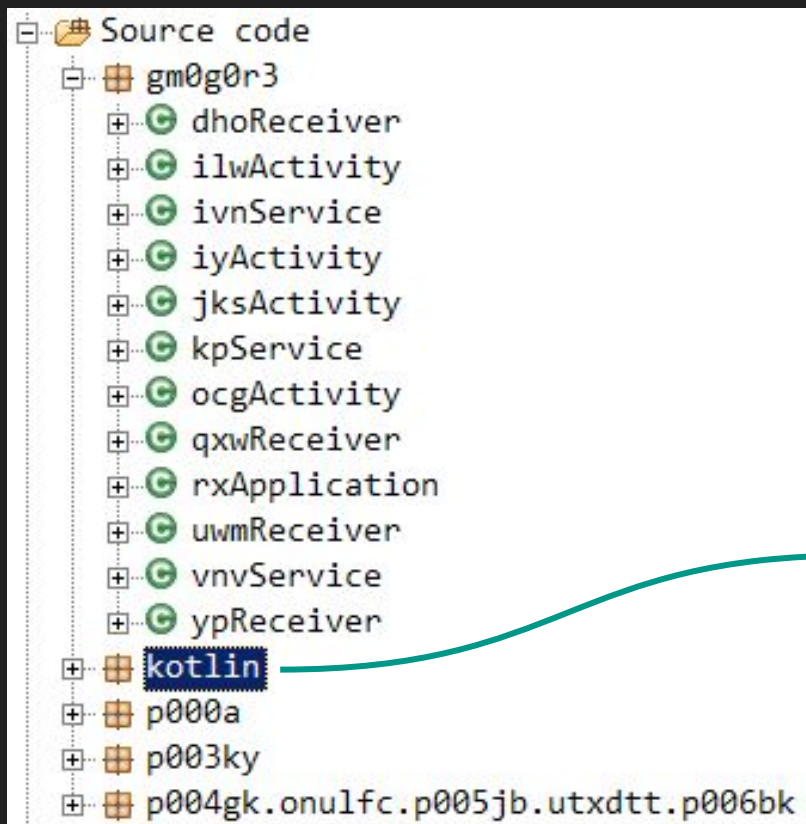 Source code
gm0g0r3
dhoReceiver
ilwActivity
ivnService
iyActivity
jksActivity
kpService
ocgActivity
qxwReceiver
rxApplication
uwmReceiver
vnvService
ypReceiver
kotlin
p000a
p003ky
p004gk.onulfc.p005jb.utxdtt.p006bk